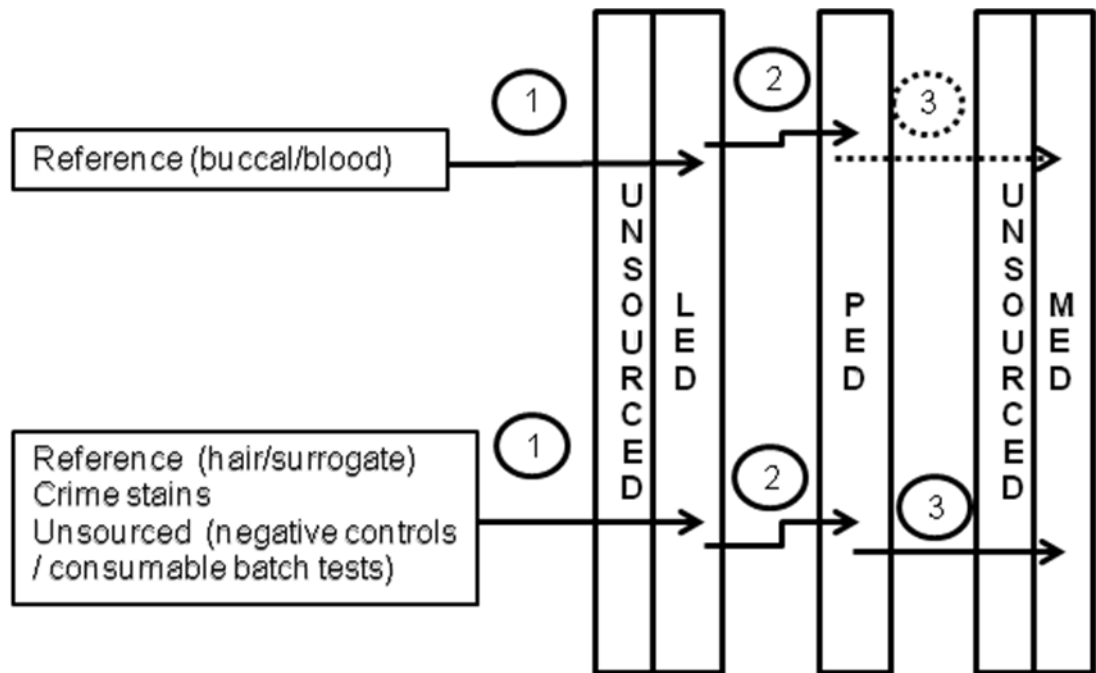 1
2
3
Reference (buccal/blood)
UNSOURCED
LED
PED
UNSOURCED
MED
1
2
3
Reference (hair/surrogate)
Crime stains
Unsourced (negative controls
/ consumable batch tests)